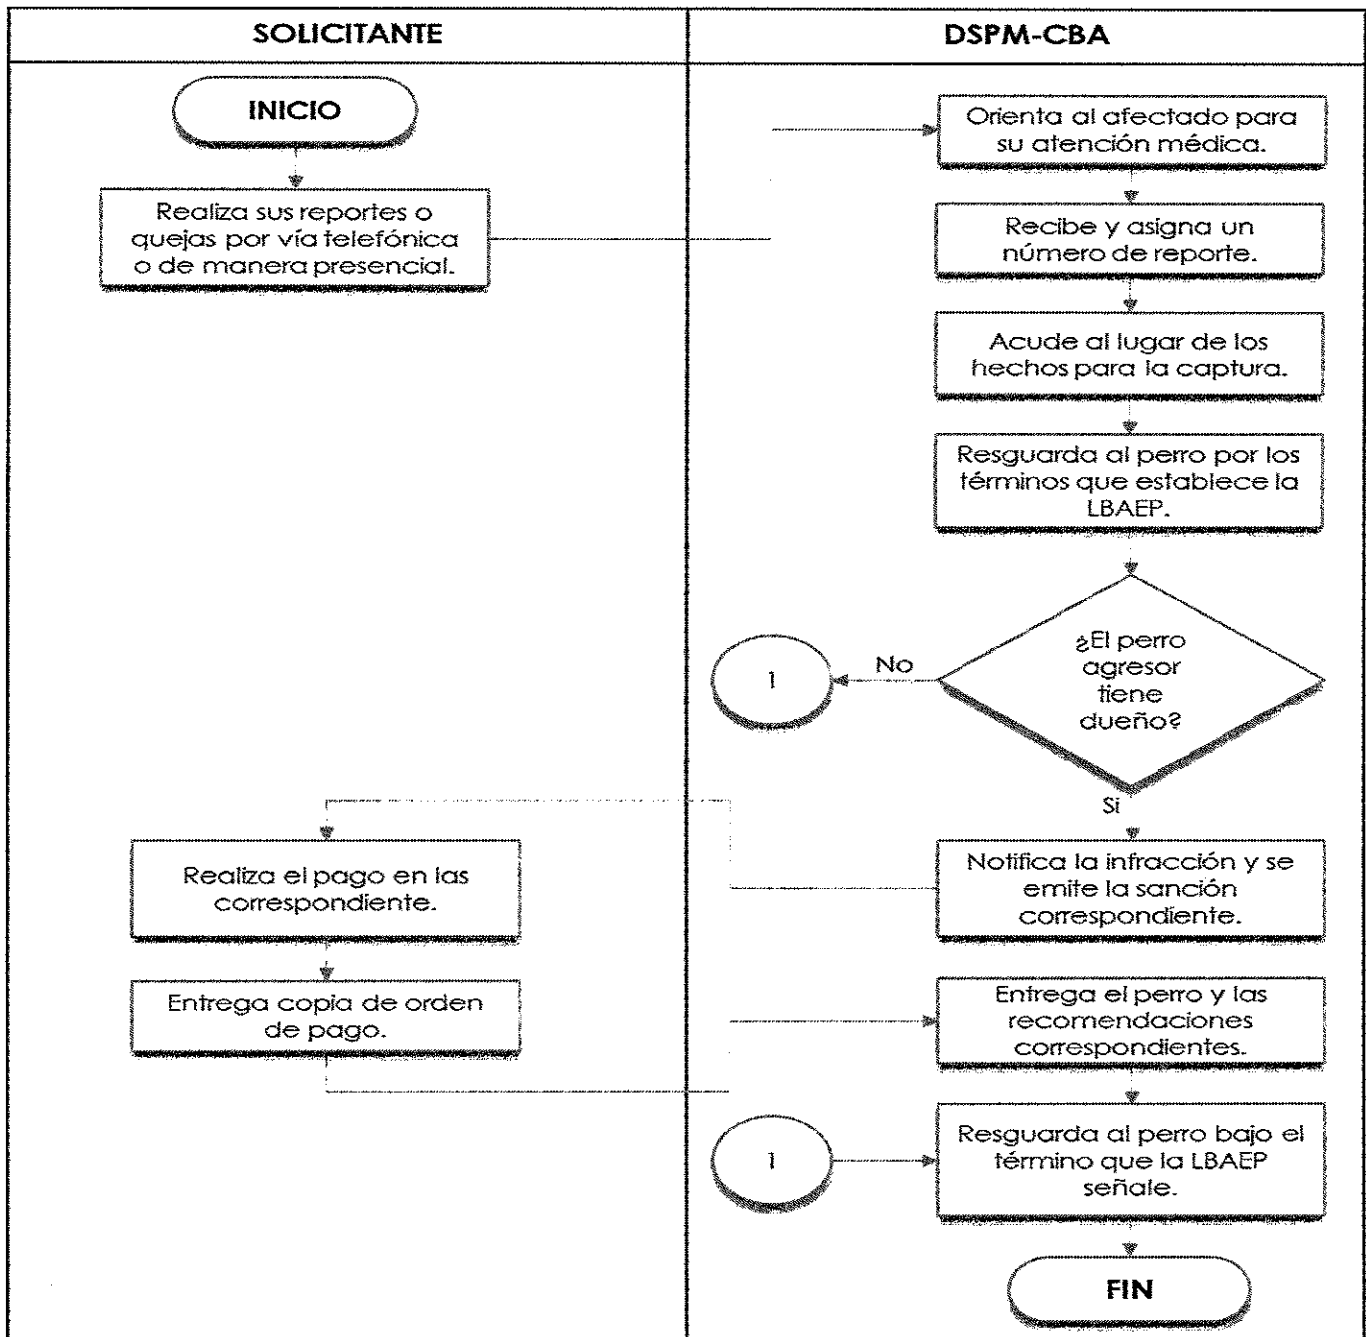 SOLICITANTE
DSPM-CBA
INICIO
Realiza sus reportes o
quejas por vía telefónica
o de manera presencial.
Orienta al afectado para
su atención médica.
Recibe y asigna un
número de reporte.
Acude al lugar de los
hechos para la captura.
Resguarda al perro por los
términos que establece la
LBAEP.
¿El perro
agresor
tiene
dueño?
No
1
Si
Notifica la infracción y se
emite la sanción
correspondiente.
Realiza el pago en las
correspondiente.
Entrega copia de orden
de pago.
Entrega el perro y las
recomendaciones
correspondientes.
1
Resguarda al perro bajo el
término que la LBAEP
señale.
FIN